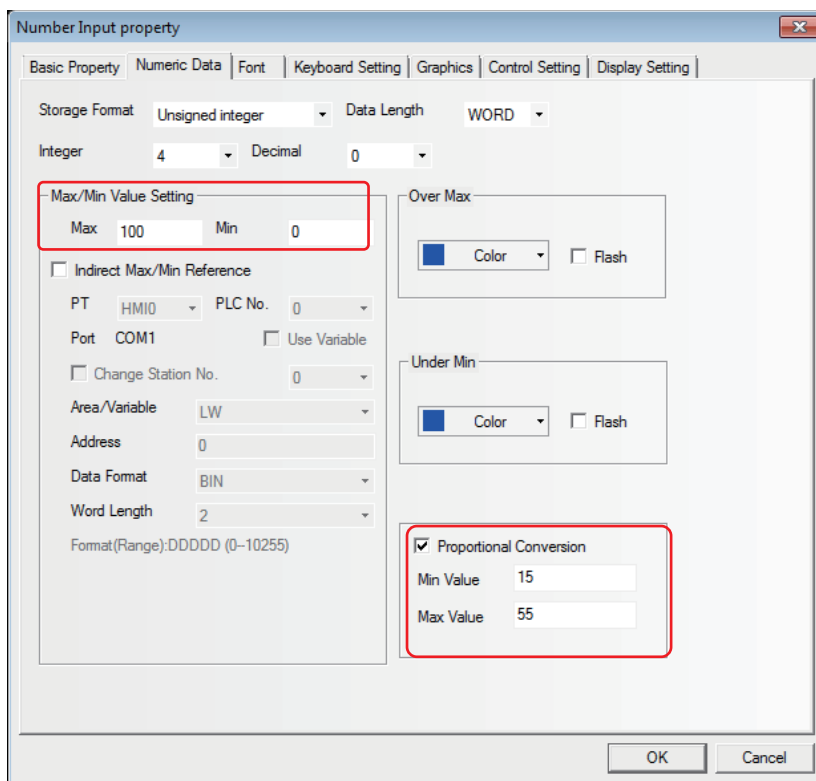 Number Input property
Basic Property Numeric Data Font Keyboard Setting Graphics Control Setting Display Setting
Storage Format Unsigned integer Data Length WORD
Integer 4 Decimal 0
Max/Min Value Setting
Max 100 Min 0
Indirect Max/Min Reference
PT HMI0 PLC No. 0
Port COM1 Use Variable
Change Station No. 0
Area/Variable LW
Address 0
Data Format BIN
Word Length 2
Format(Range):DDDDD (0~10255)
Over Max
Color Flash
Under Min
Color Flash
Proportional Conversion
Min Value 15
Max Value 55
OK Cancel